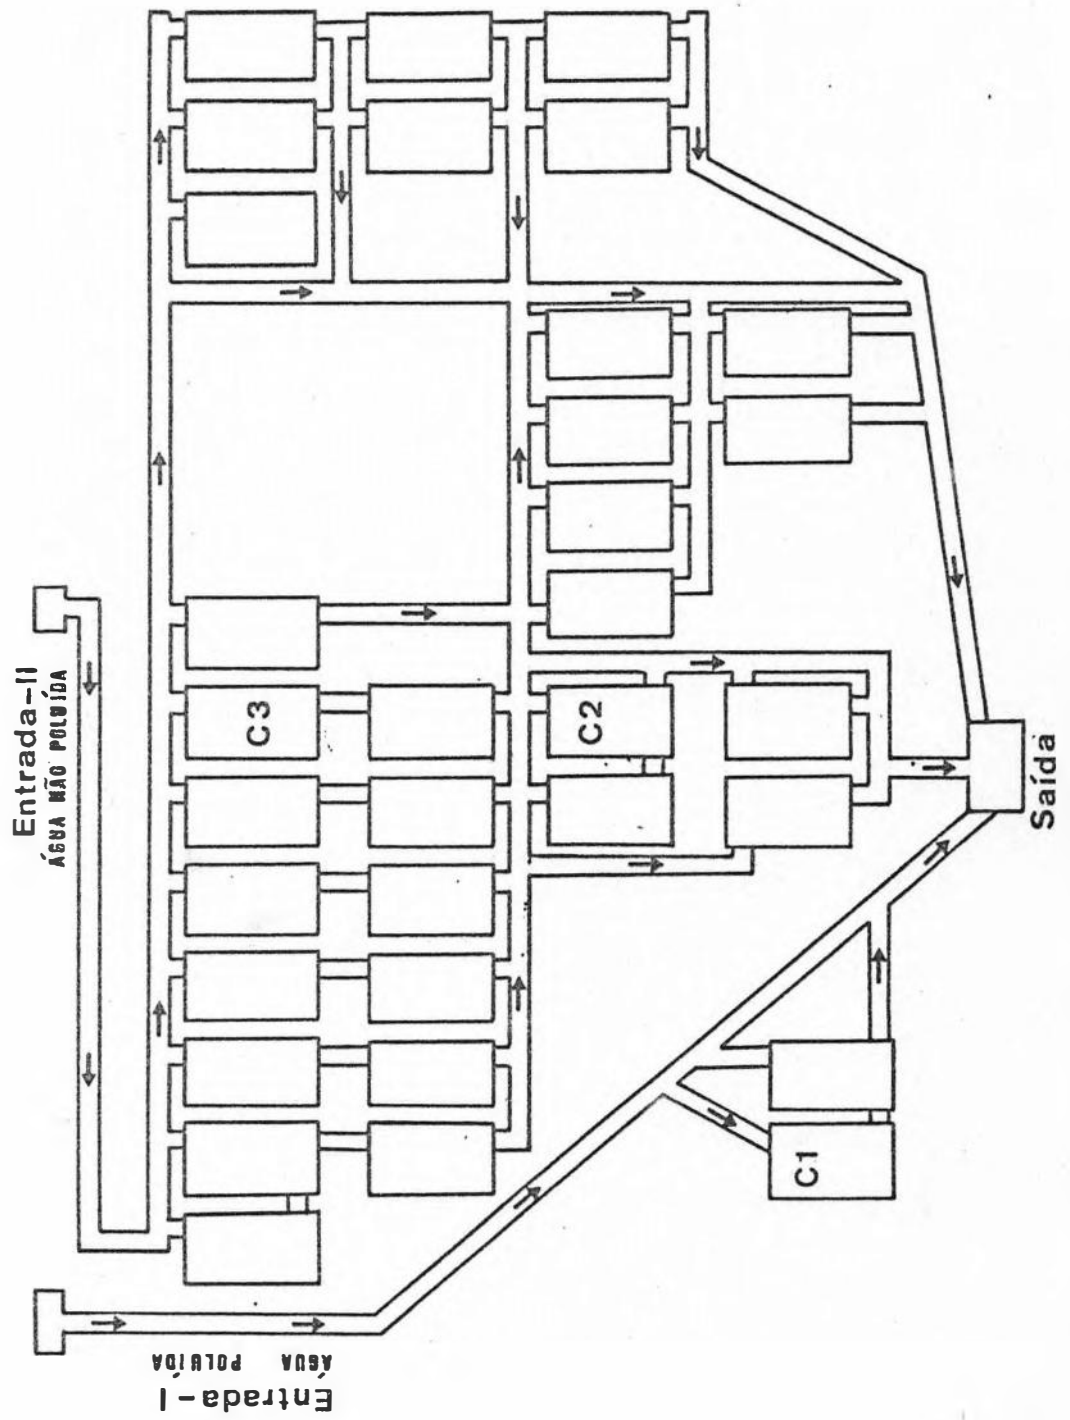 Entrada-II
ÁGUA NÃO POLUÍDA
C3
C2
C1
Saída
ÁGUA POLUÍDA
Entrada-I